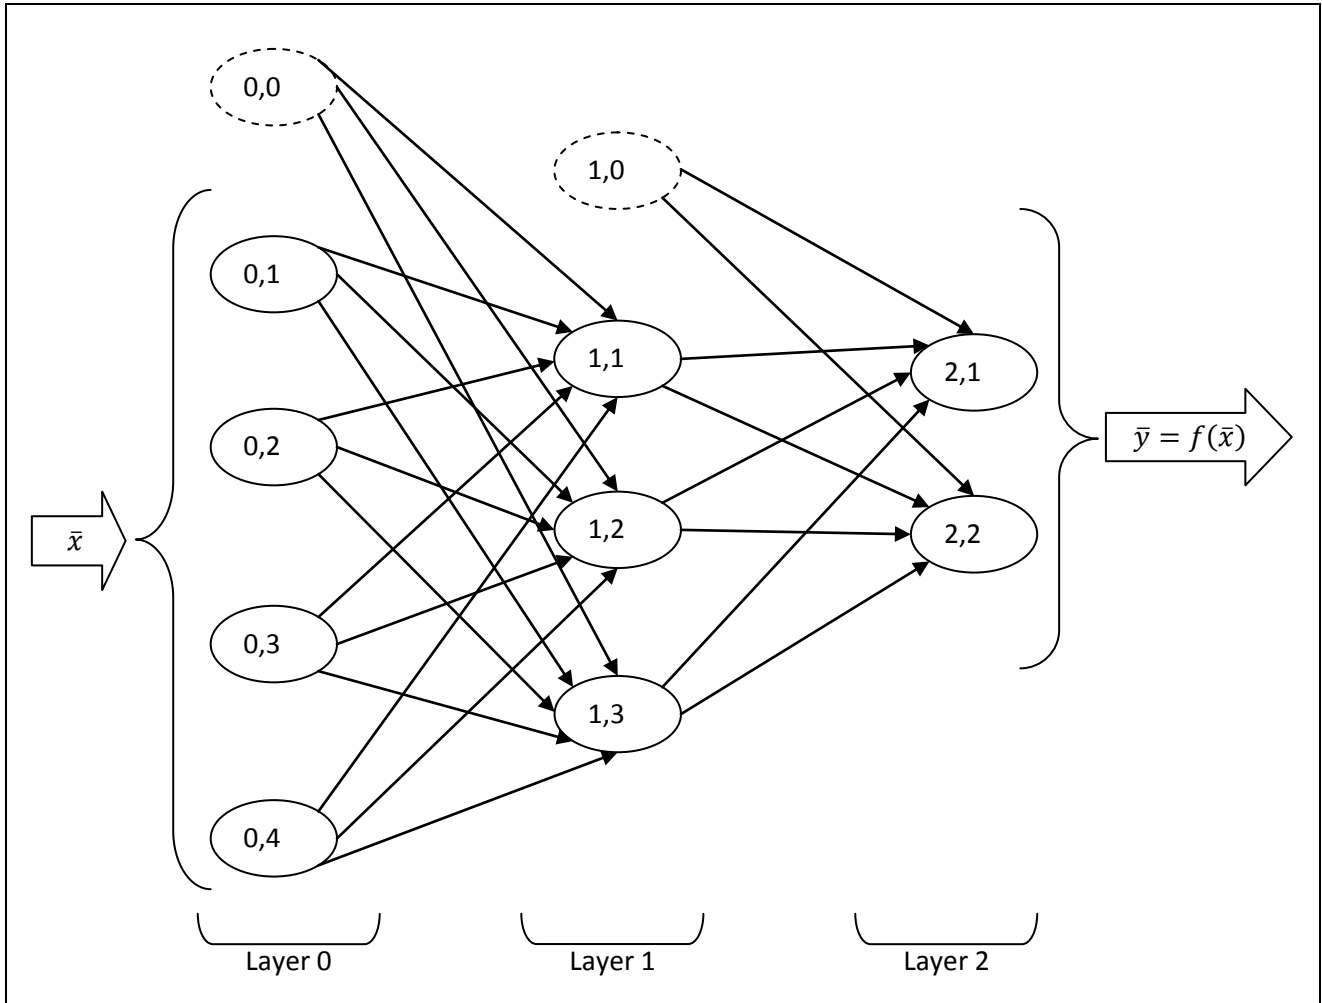 0,0
1,0
0,1
1,1
2,1
0,2
x̄
ȳ = f(x̄)
1,2
2,2
0,3
1,3
0,4
Layer 0
Layer 1
Layer 2